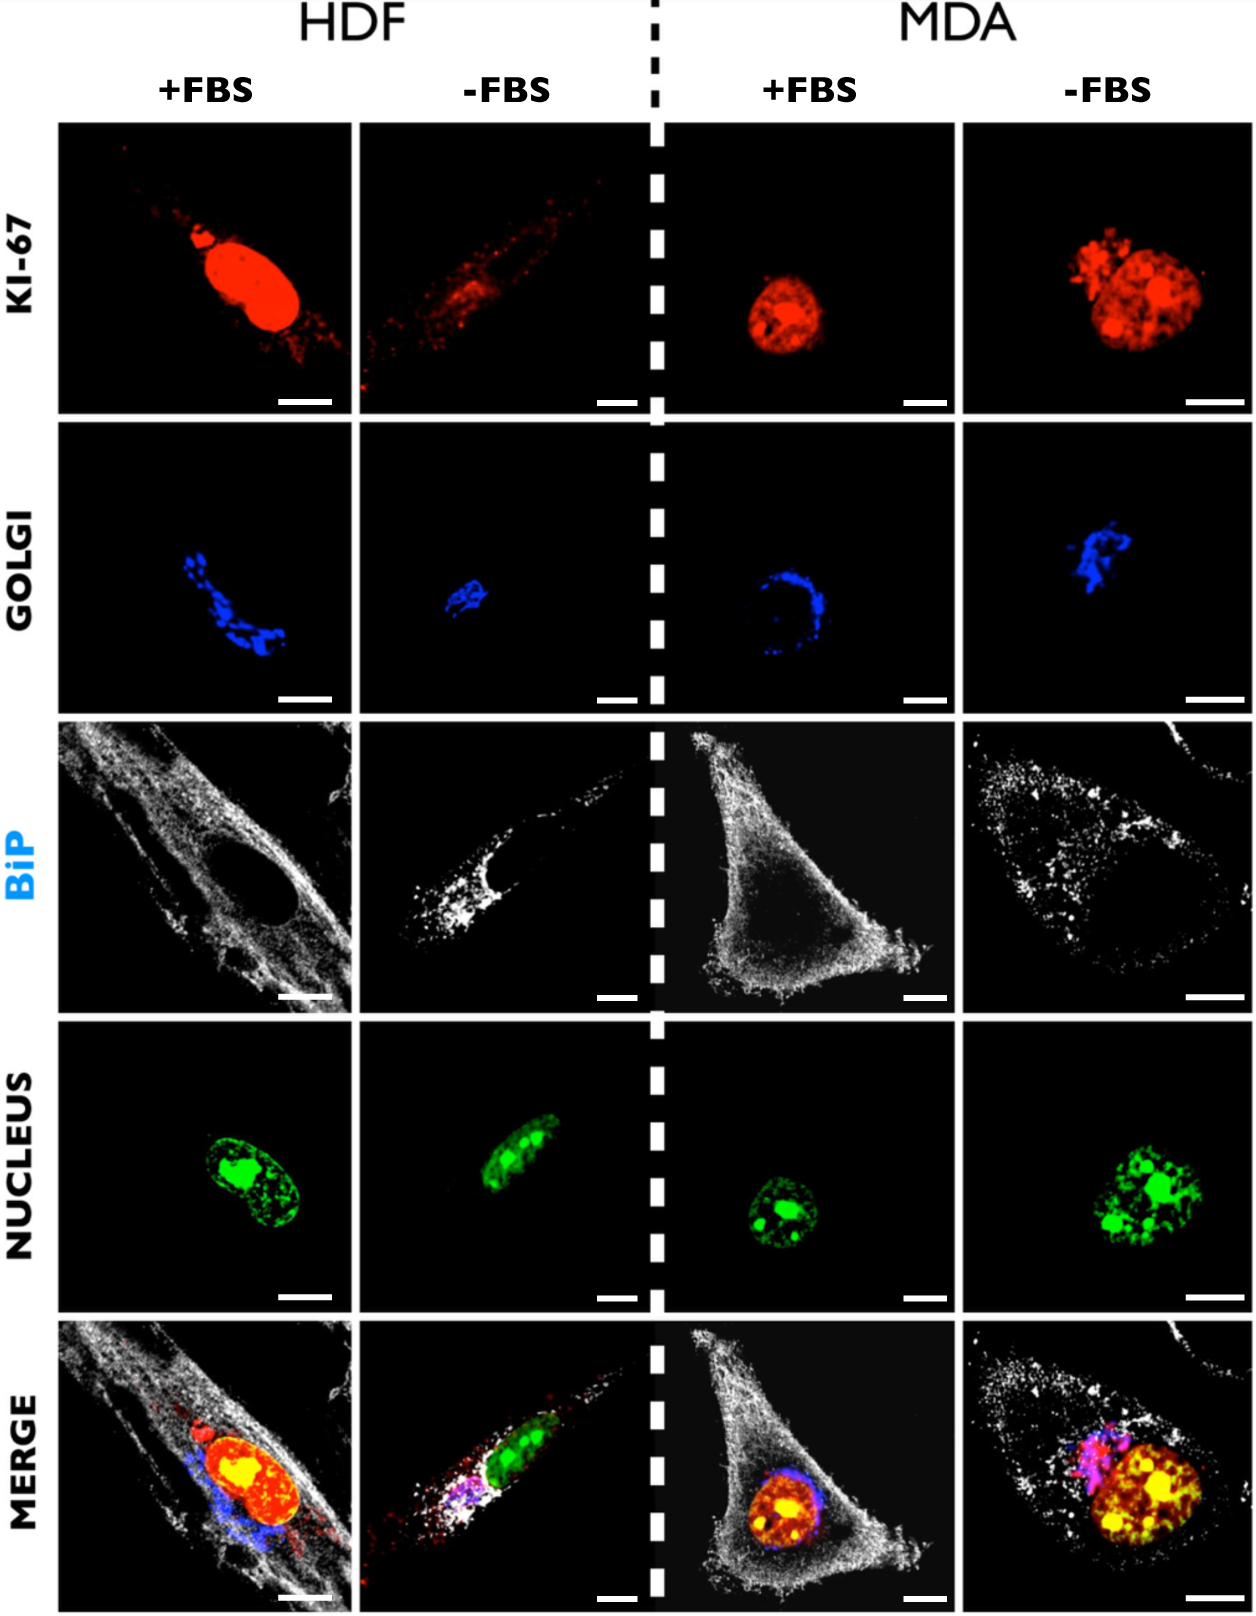 HDF MDA
+FBS -FBS +FBS -FBS
KI-67
GOLGI
BiP
NUCLEUS
MERGE